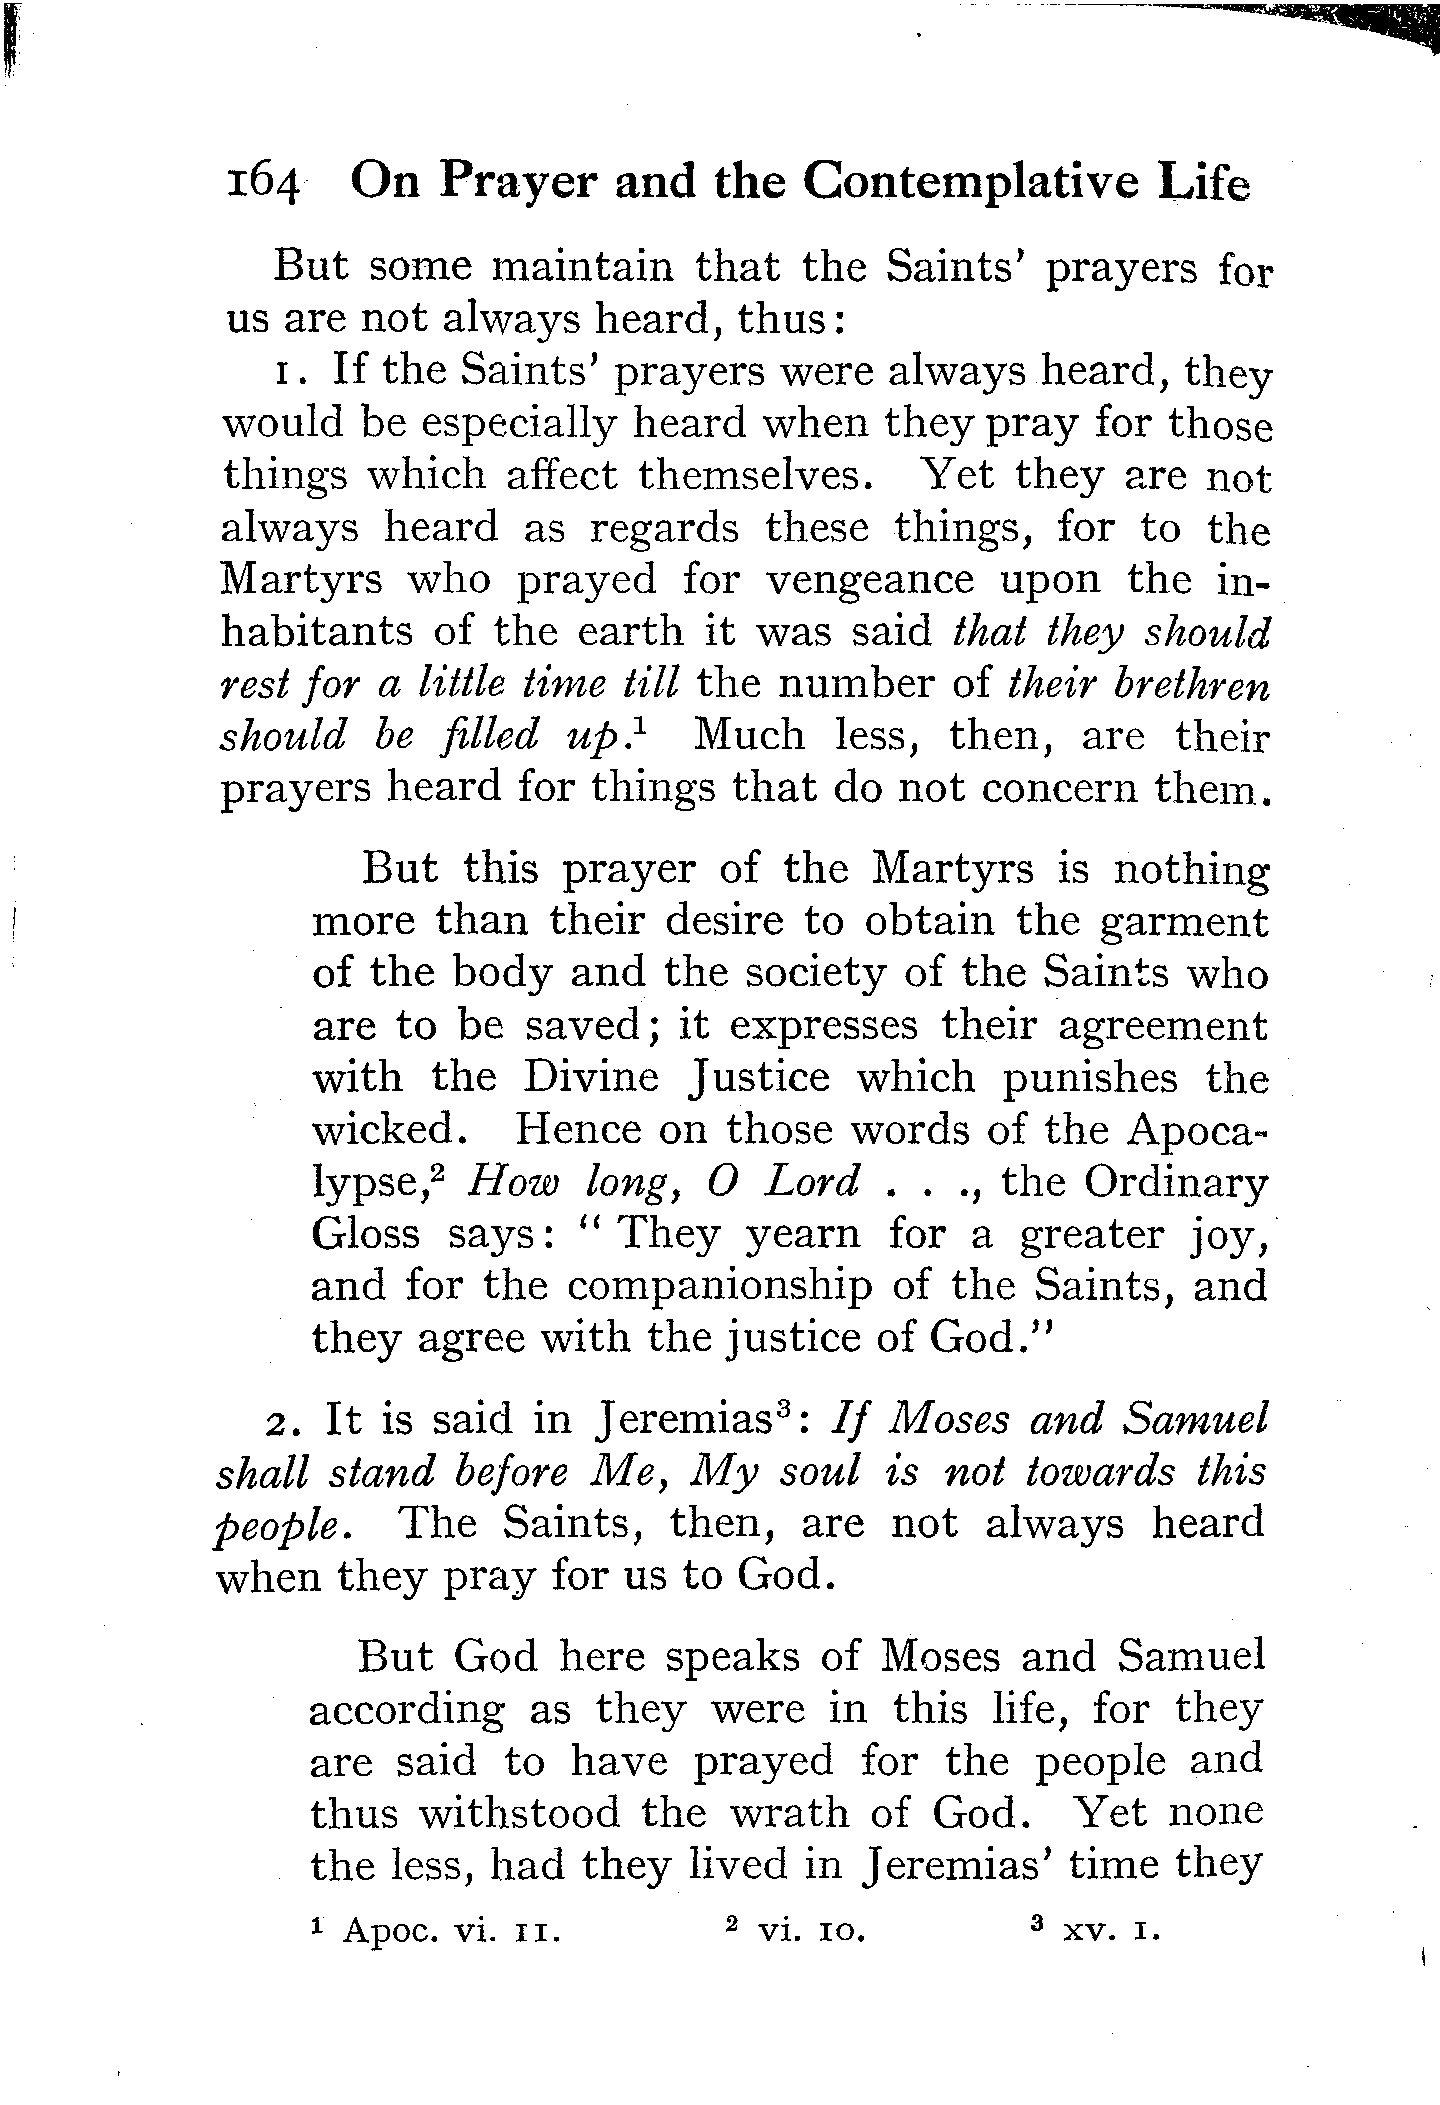 164 On Prayer and the Contemplative Life
But some maintain that the Saints' prayers for
us are not always heard, thus:
1. If the Saints' prayers were always heard, they
would be especially heard when they pray for those
things which affect themselves. Yet they are not
always heard as regards these things, for to the
Martyrs who prayed for vengeance upon the in-
habitants of the earth it was said that they should
rest for a little time till the number of their brethren
should be filled up.¹ Much less, then, are their
prayers heard for things that do not concern them.
But this prayer of the Martyrs is nothing
more than their desire to obtain the garment
of the body and the society of the Saints who
are to be saved; it expresses their agreement
with the Divine Justice which punishes the
wicked. Hence on those words of the Apoca-
lypse,² How long, O Lord . . ., the Ordinary
Gloss says: " They yearn for a greater joy,
and for the companionship of the Saints, and
they agree with the justice of God."
2. It is said in Jeremias³: If Moses and Samuel
shall stand before Me, My soul is not towards this
people. The Saints, then, are not always heard
when they pray for us to God.
But God here speaks of Moses and Samuel
according as they were in this life, for they
are said to have prayed for the people and
thus withstood the wrath of God. Yet none
the less, had they lived in Jeremias' time they
¹ Apoc. vi. 11. ² vi. 10. ³ xv. 1.